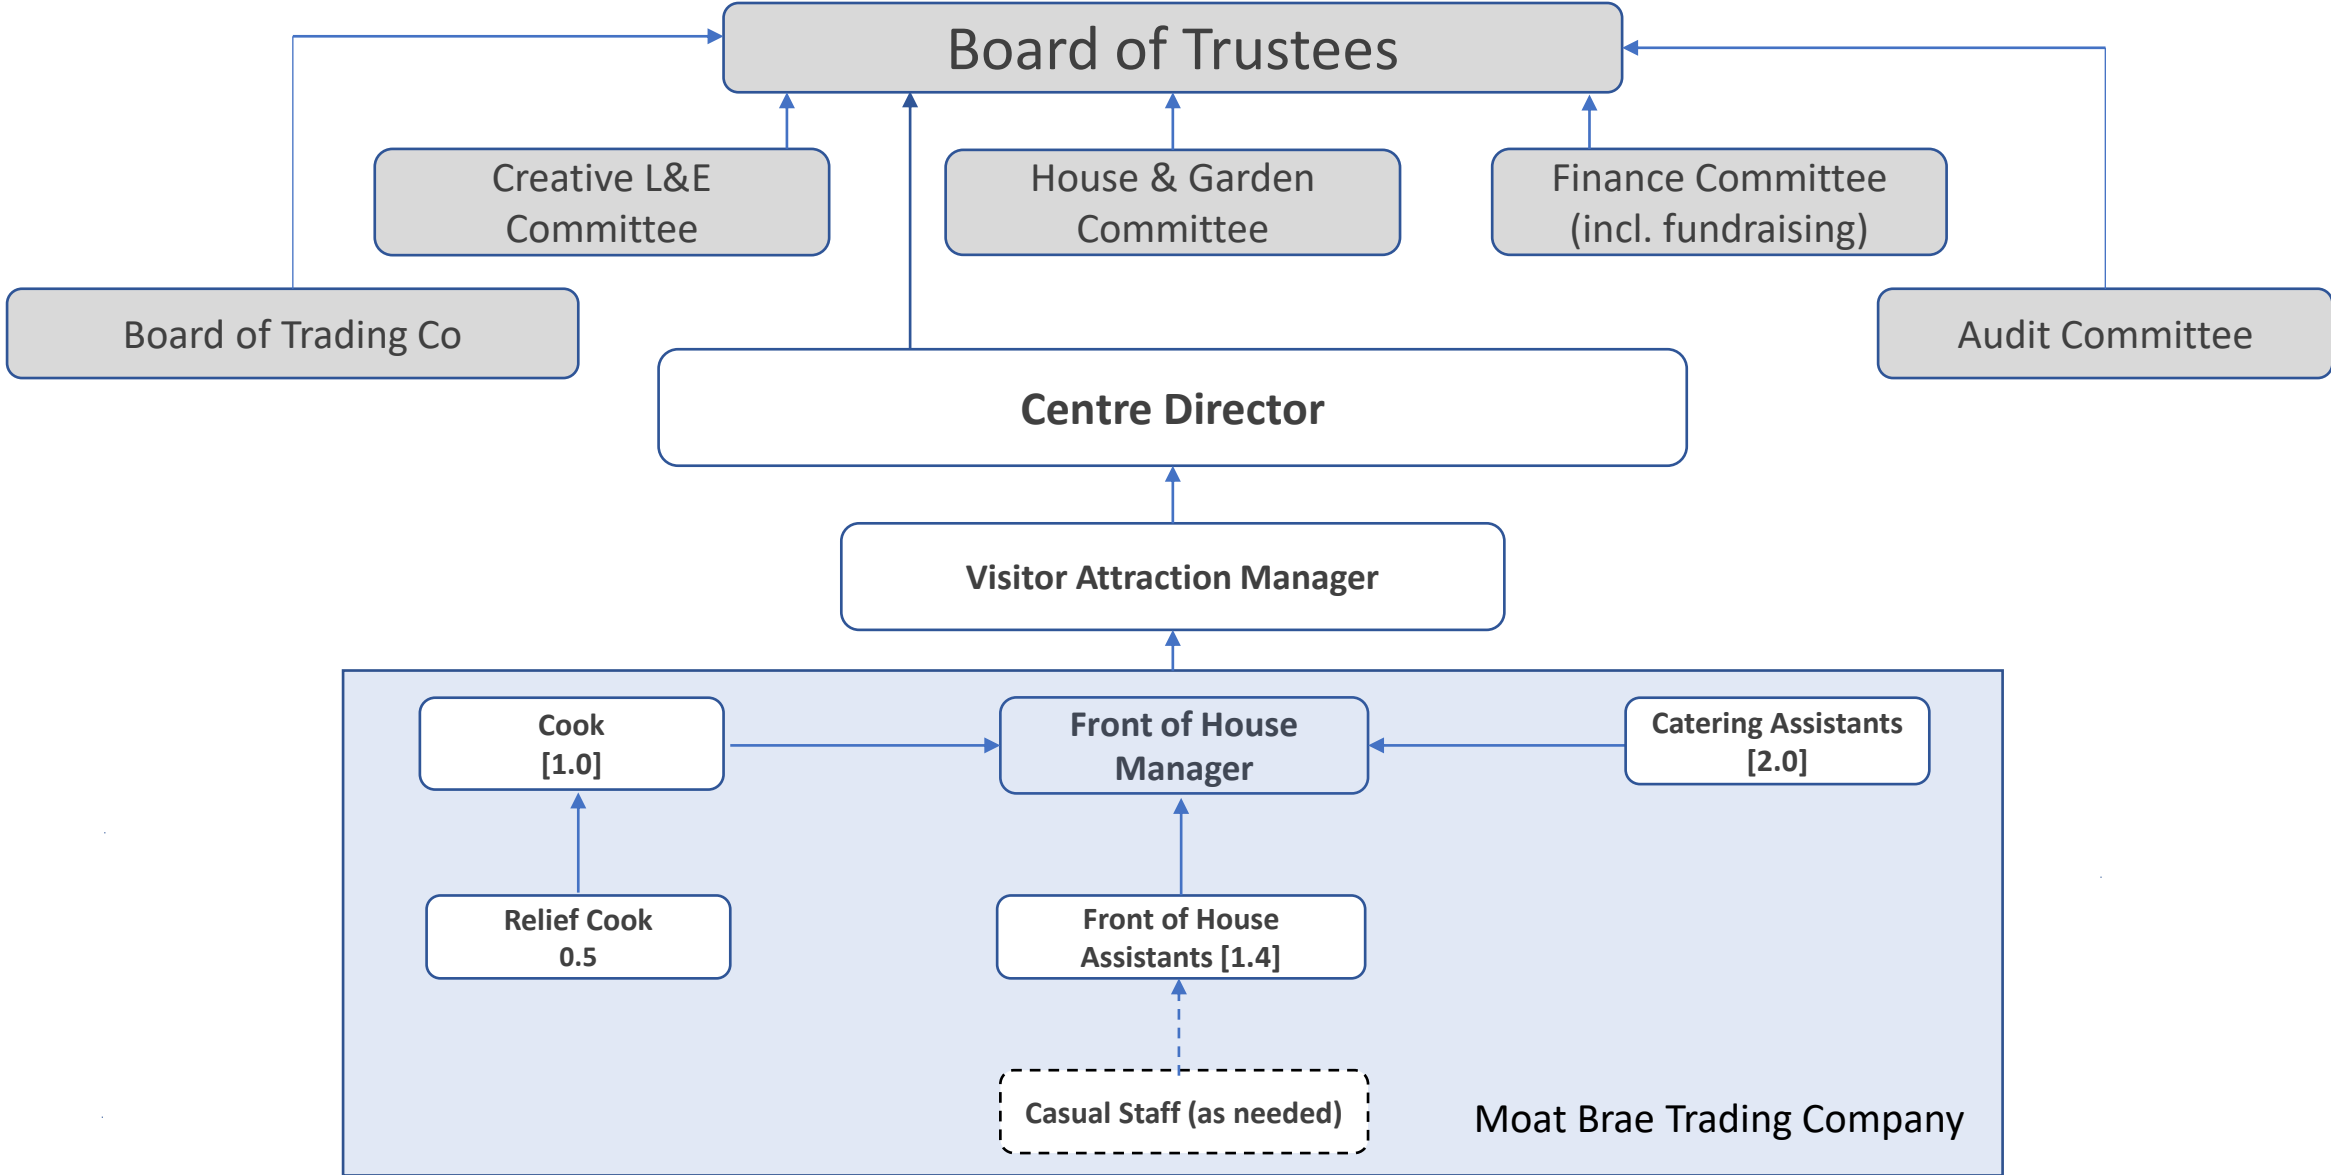 Board of Trustees
Creative L&E
Committee
House & Garden
Committee
Finance Committee
(incl. fundraising)
Board of Trading Co
Audit Committee
Centre Director
Visitor Attraction Manager
Cook
[1.0]
Front of House
Manager
Catering Assistants
[2.0]
Relief Cook
0.5
Front of House
Assistants [1.4]
Casual Staff (as needed)
Moat Brae Trading Company